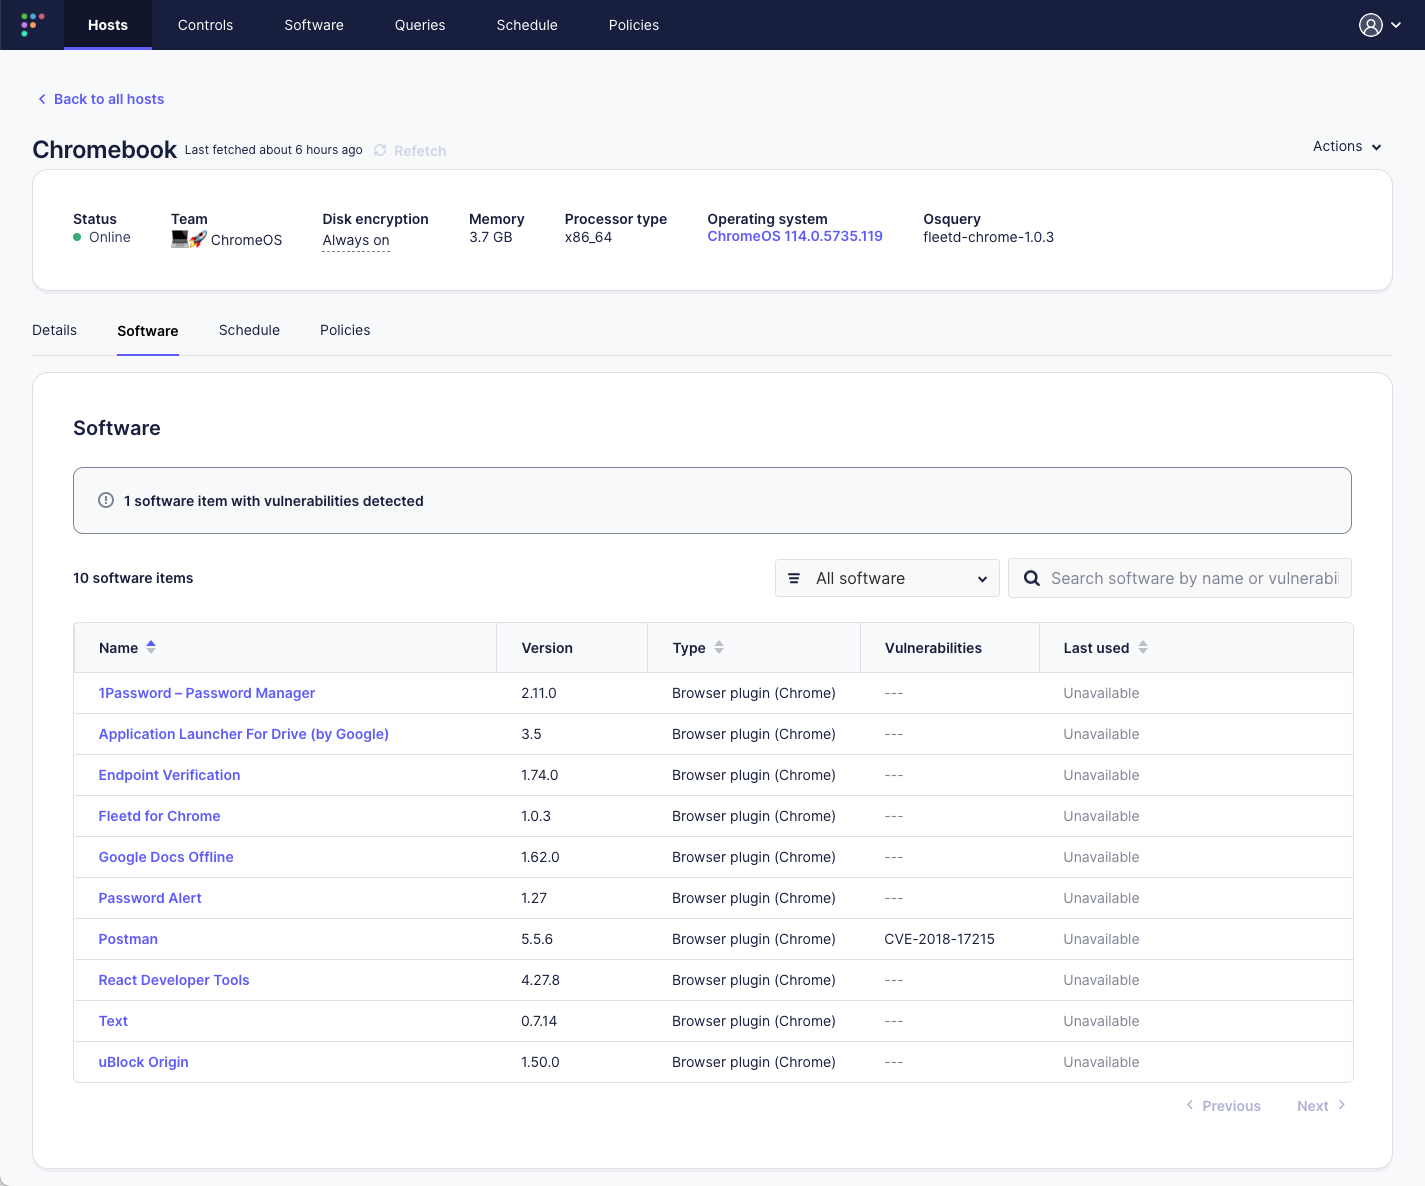 Hosts Controls Software Queries Schedule Policies
Back to all hosts
Chromebook Last fetched about 6 hours ago Refetch Actions
Status Team Disk encryption Memory Processor type Operating system Osquery
Online 💻🚀 ChromeOS Always on 3.7 GB x86_64 ChromeOS 114.0.5735.119 fleetd-chrome-1.0.3
Details Software Schedule Policies
Software
1 software item with vulnerabilities detected
10 software items All software Search software by name or vulnerabi
Name Version Type Vulnerabilities Last used
1Password – Password Manager 2.11.0 Browser plugin (Chrome) --- Unavailable
Application Launcher For Drive (by Google) 3.5 Browser plugin (Chrome) --- Unavailable
Endpoint Verification 1.74.0 Browser plugin (Chrome) --- Unavailable
Fleetd for Chrome 1.0.3 Browser plugin (Chrome) --- Unavailable
Google Docs Offline 1.62.0 Browser plugin (Chrome) --- Unavailable
Password Alert 1.27 Browser plugin (Chrome) --- Unavailable
Postman 5.5.6 Browser plugin (Chrome) CVE-2018-17215 Unavailable
React Developer Tools 4.27.8 Browser plugin (Chrome) --- Unavailable
Text 0.7.14 Browser plugin (Chrome) --- Unavailable
uBlock Origin 1.50.0 Browser plugin (Chrome) --- Unavailable
Previous Next